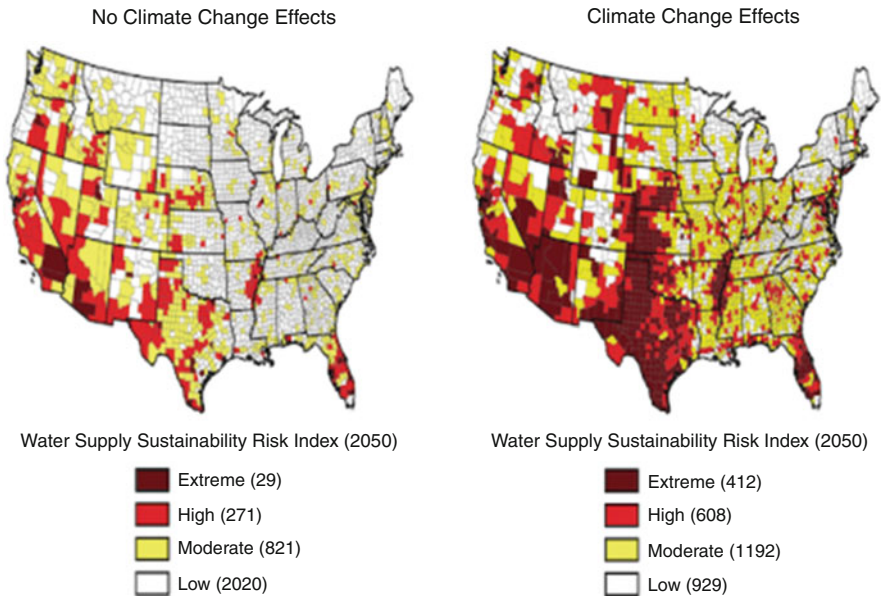 No Climate Change Effects
Climate Change Effects
Water Supply Sustainability Risk Index (2050)
Extreme (29)
High (271)
Moderate (821)
Low (2020)
Water Supply Sustainability Risk Index (2050)
Extreme (412)
High (608)
Moderate (1192)
Low (929)